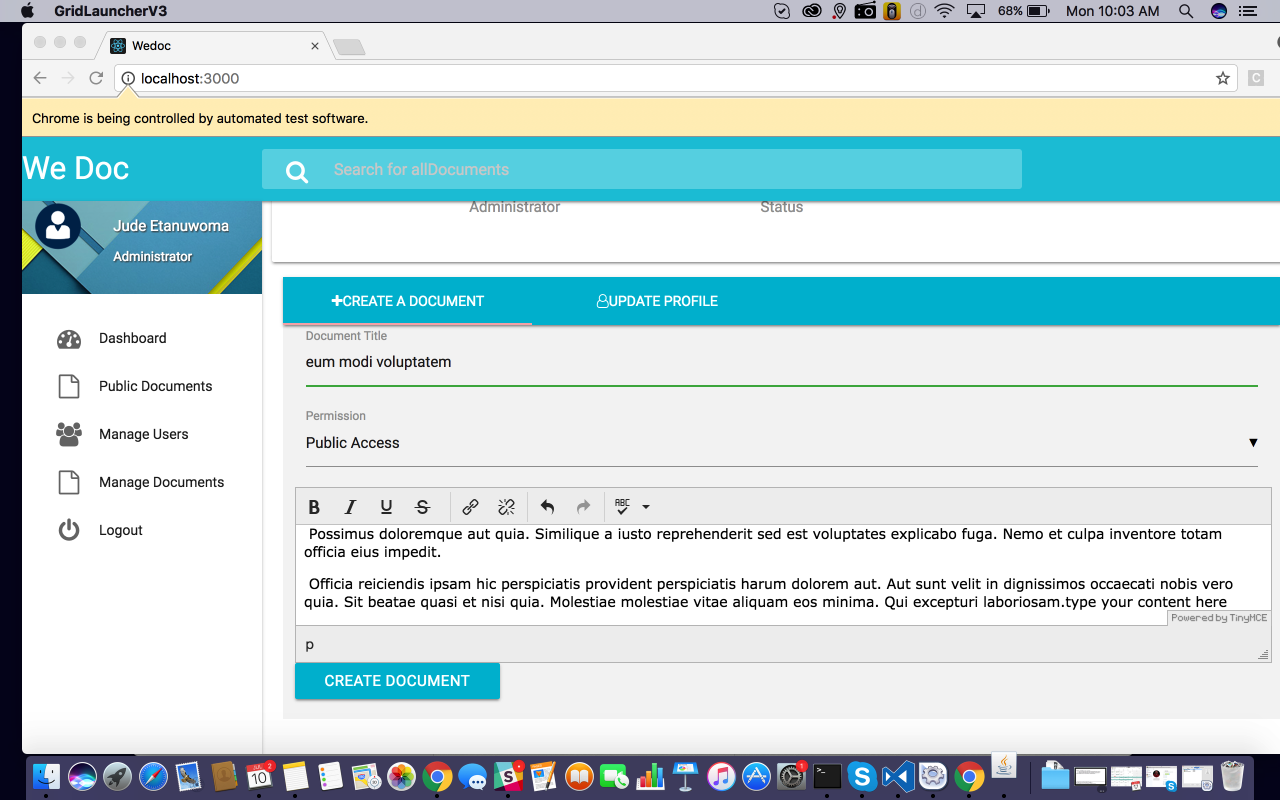 GridLauncherV3
68%
Mon 10:03 AM
Wedoc
localhost:3000
C
Chrome is being controlled by automated test software.
We Doc
Search for allDocuments
Administrator
Status
Jude Etanuwoma
Administrator
CREATE A DOCUMENT
UPDATE PROFILE
Document Title
eum modi voluptatem
Dashboard
Public Documents
Manage Users
Manage Documents
Logout
Permission
Public Access
B I U S ABC
Possimus doloremque aut quia. Similique a iusto reprehenderit sed est voluptates explicabo fuga. Nemo et culpa inventore totam
officia eius impedit.
Officia reiciendis ipsam hic perspiciatis provident perspiciatis harum dolorem aut. Aut sunt velit in dignissimos occaecati nobis vero
quia. Sit beatae quasi et nisi quia. Molestiae molestiae vitae aliquam eos minima. Qui excepturi laboriosam.type your content here
Powered by TinyMCE
p
CREATE DOCUMENT
JUL
10
2
1